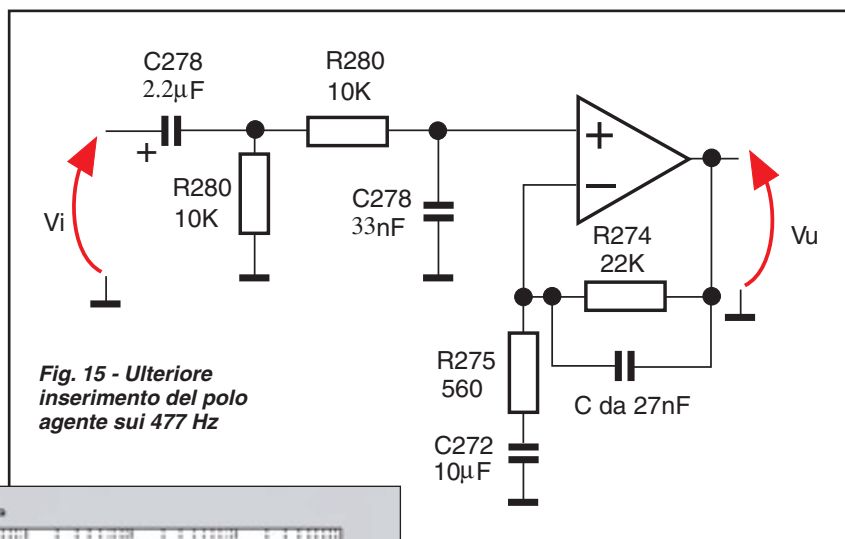 C278
2.2µF
R280
10K
+
R280
10K
C278
33nF
Vi
+
−
R274
22K
Vu
R275
560
C da 27nF
C272
10µF
Fig. 15 - Ulteriore
inserimento del polo
agente sui 477 Hz